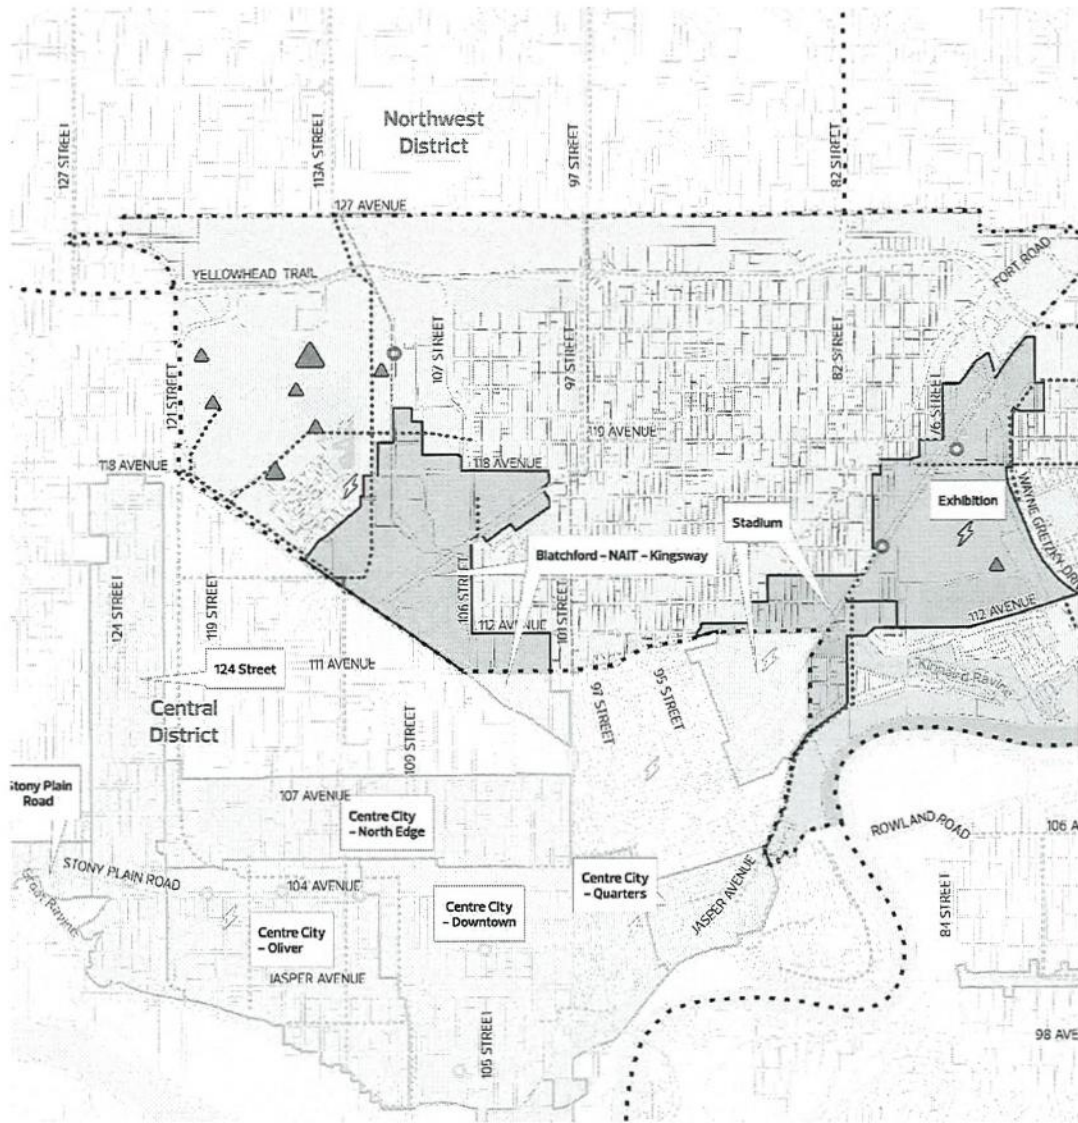 Northwest
District
127 STREET
113A STREET
97 STREET
82 STREET
127 AVENUE
YELLOWHEAD TRAIL
FORT ROAD
121 STREET
107 STREET
97 STREET
82 STREET
76 STREET
118 AVENUE
119 AVENUE
118 AVENUE
WAYNE GRETZKY DRIVE
Exhibition
Stadium
Blatchford – NAIT – Kingsway
124 STREET
119 STREET
106 STREET
101 STREET
112 AVENUE
112 AVENUE
111 AVENUE
124 Street
Kinnaird Ravine
Central
District
97 STREET
95 STREET
109 STREET
Stony Plain
Road
107 AVENUE
Centre City
– North Edge
ROWLAND ROAD
106 A
STONY PLAIN ROAD
104 AVENUE
Centre City
– Quarters
Groat Ravine
Centre City
– Downtown
JASPER AVENUE
84 STREET
Centre City
– Oliver
JASPER AVENUE
105 STREET
98 AVE